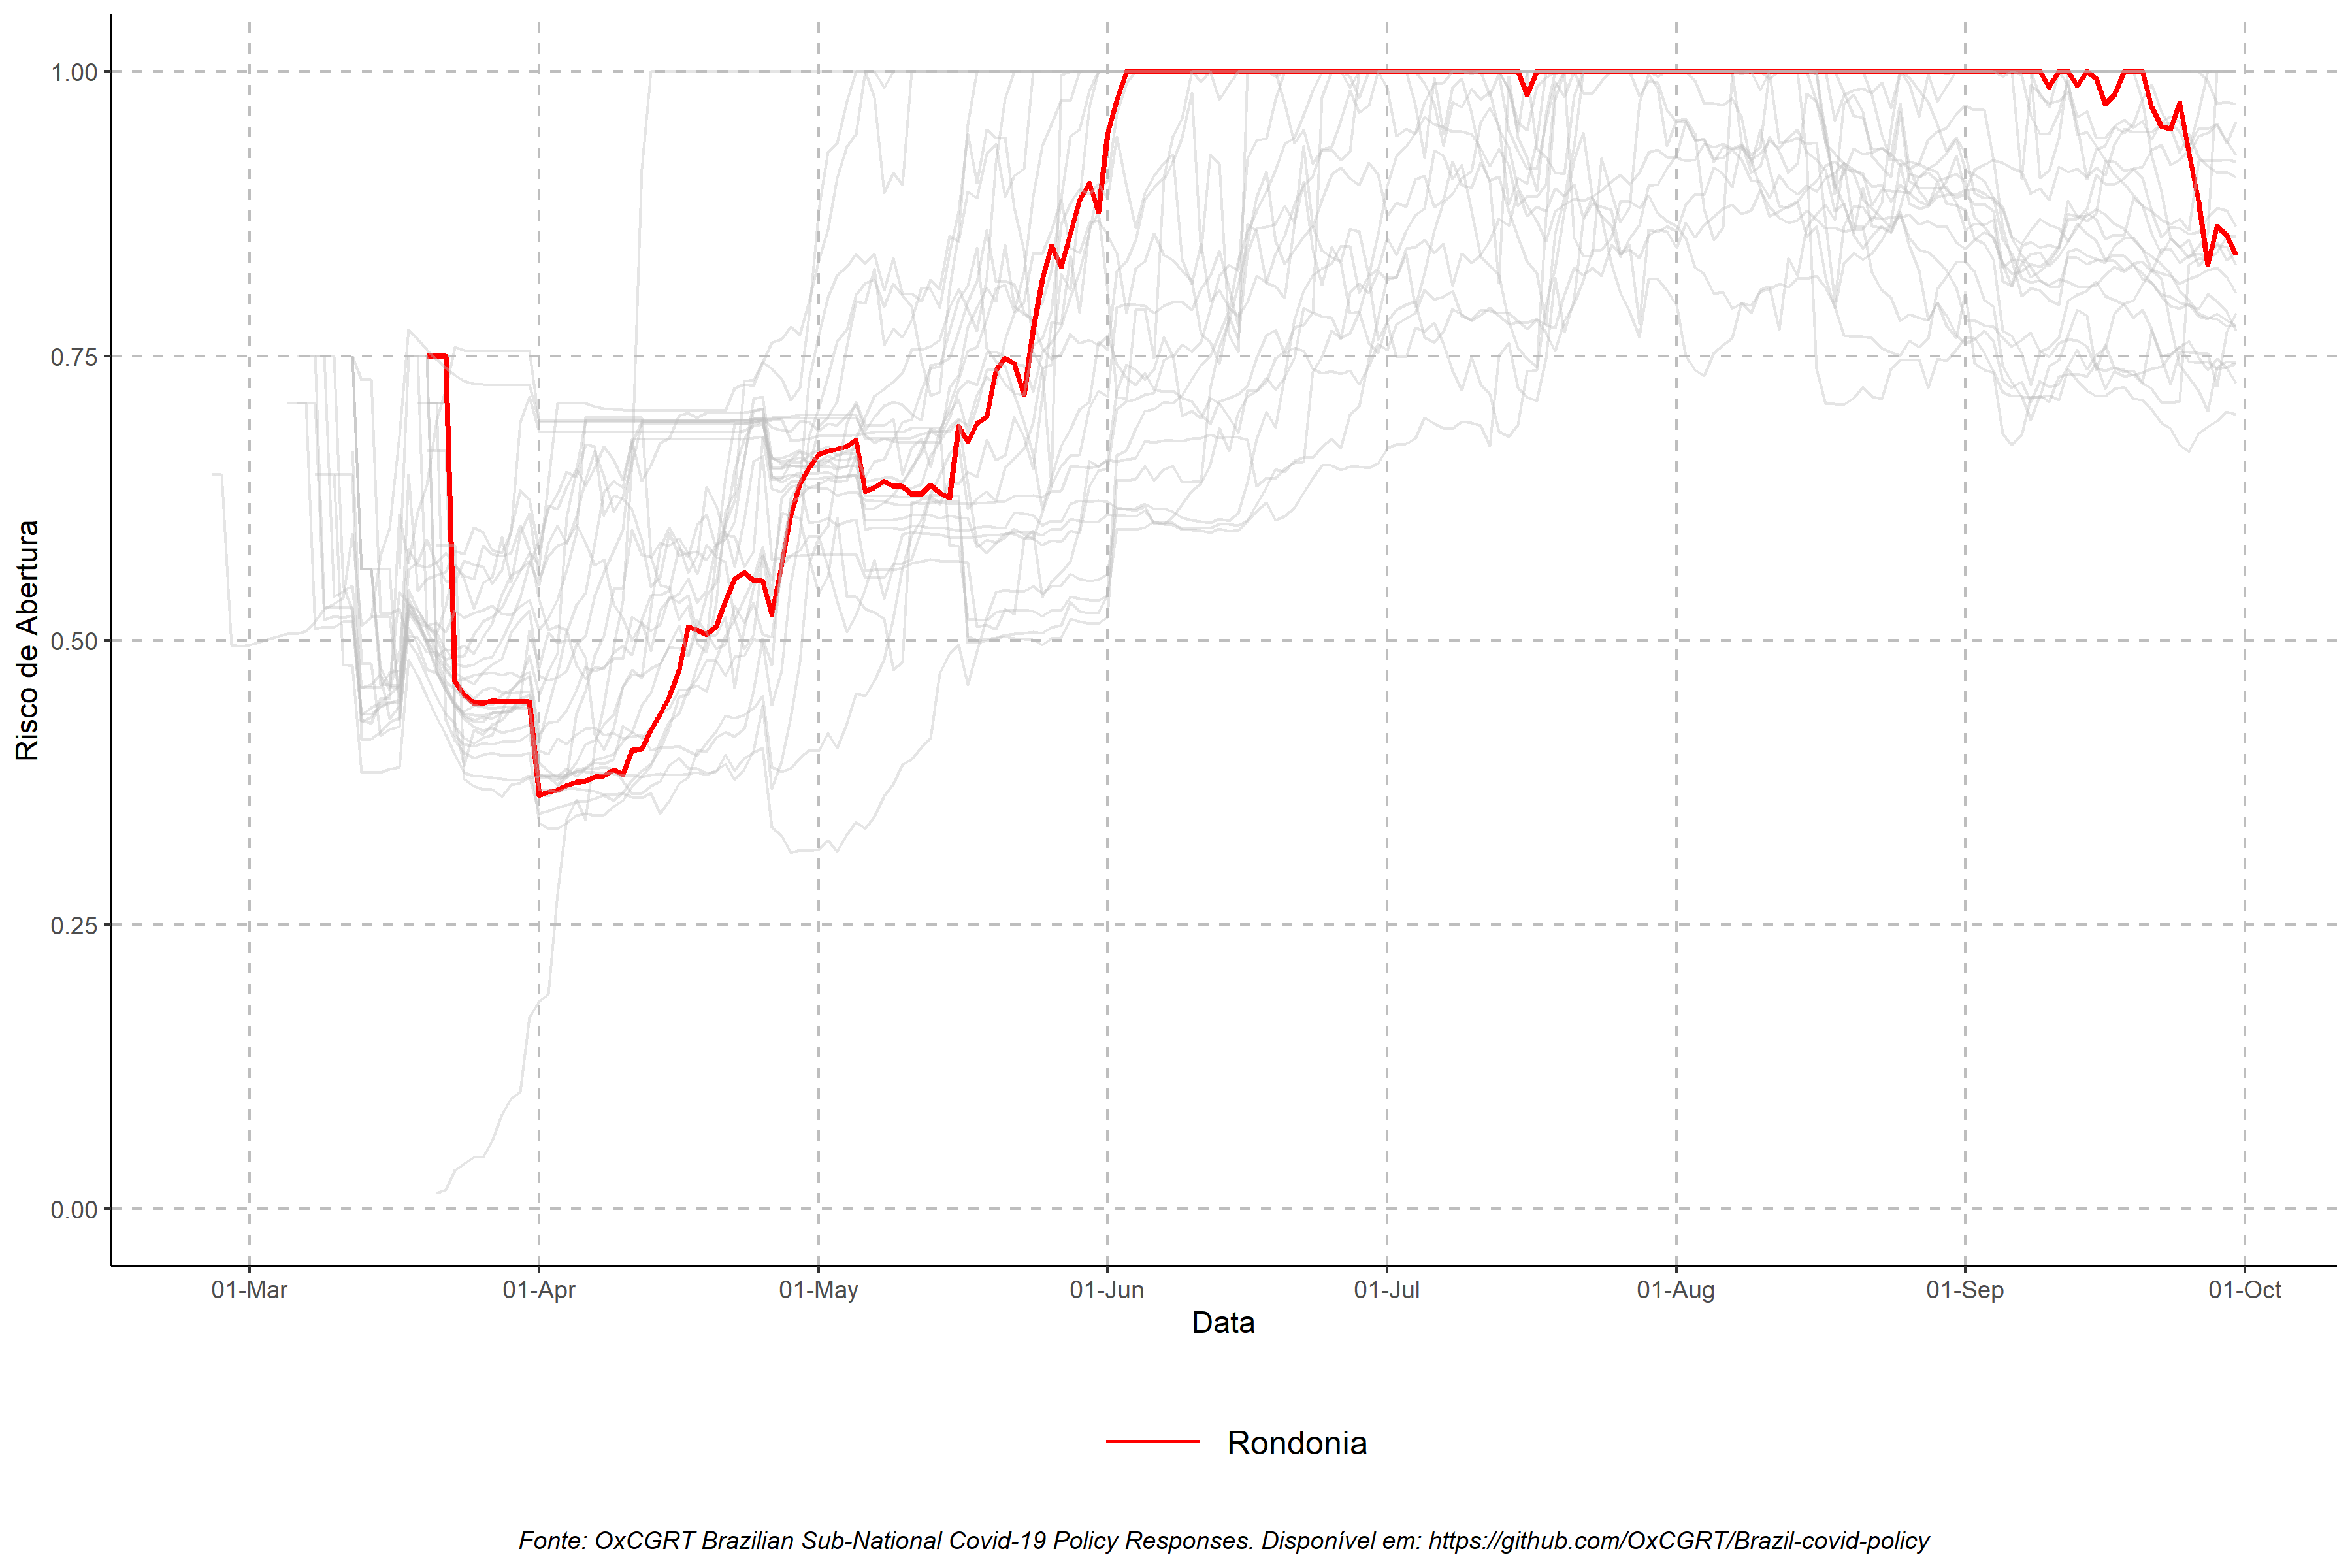 1.00
0.75
0.50
0.25
0.00
Risco de Abertura
01-Mar 01-Apr 01-May 01-Jun 01-Jul 01-Aug 01-Sep 01-Oct
Data
Rondonia
Fonte: OxCGRT Brazilian Sub-National Covid-19 Policy Responses. Disponível em: https://github.com/OxCGRT/Brazil-covid-policy